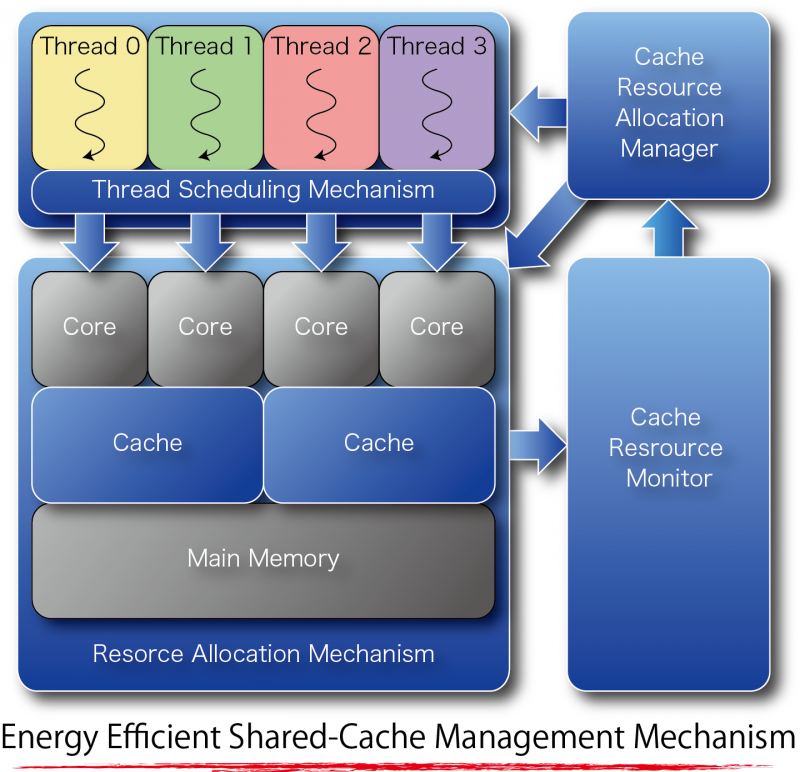 Thread 0 Thread 1 Thread 2 Thread 3
Thread Scheduling Mechanism
Cache
Resource
Allocation
Manager
Core Core Core Core
Cache Cache
Main Memory
Resorce Allocation Mechanism
Cache
Resrource
Monitor
Energy Efficient Shared-Cache Management Mechanism